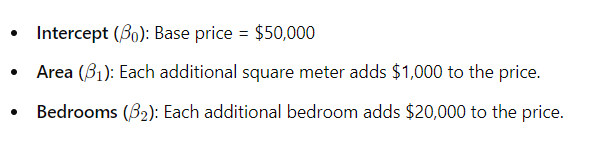 • Intercept (β₀): Base price = $50,000
• Area (β₁): Each additional square meter adds $1,000 to the price.
• Bedrooms (β₂): Each additional bedroom adds $20,000 to the price.